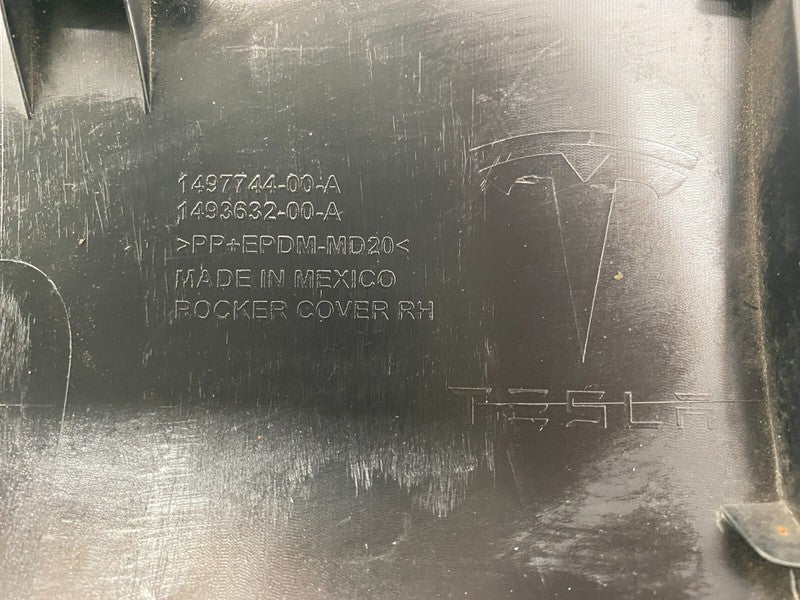 1497744-00-A
1493632-00-A
>PP+EPDM-MD20<
MADE IN MEXICO
ROCKER COVER RH
TESLA